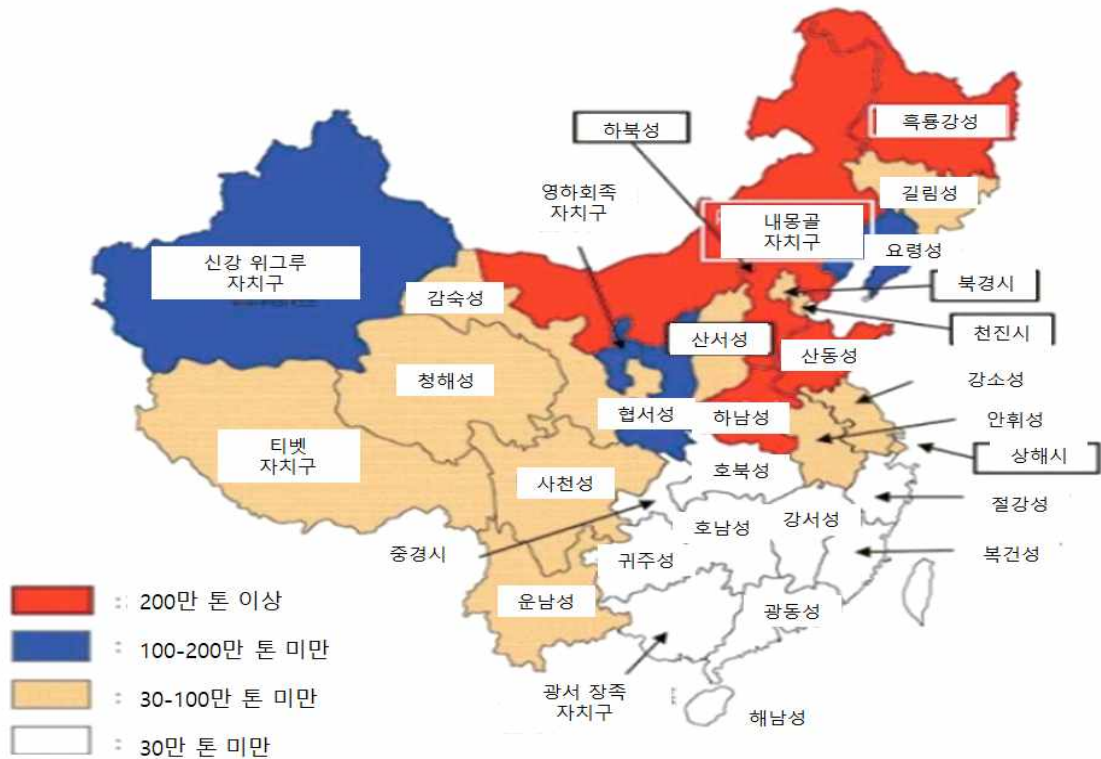 흑룡강성
하북성
길림성
영하회족
자치구
내몽골
자치구
요령성
신강 위그루
자치구
북경시
감숙성
천진시
산서성
산동성
청해성
강소성
협서성
하남성
안휘성
티벳
자치구
상해시
호북성
사천성
절강성
강서성
호남성
중경시
복건성
귀주성
운남성
광동성
: 200만 톤 이상
: 100-200만 톤 미만
: 30-100만 톤 미만
: 30만 톤 미만
광서 장족
자치구
해남성